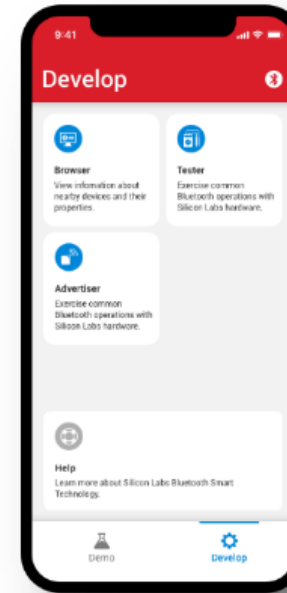 9:41
Develop
Browser
View infomation about
nearby devices and their
properties.
Tester
Exercise common
Bluetooth operations with
Silicon Labs hardware.
Advertiser
Exercise common
Bluetooth operations with
Silicon Labs hardware.
Help
Learn more about Silicon Labs Bluetooth Smart
Technology.
Demo
Develop